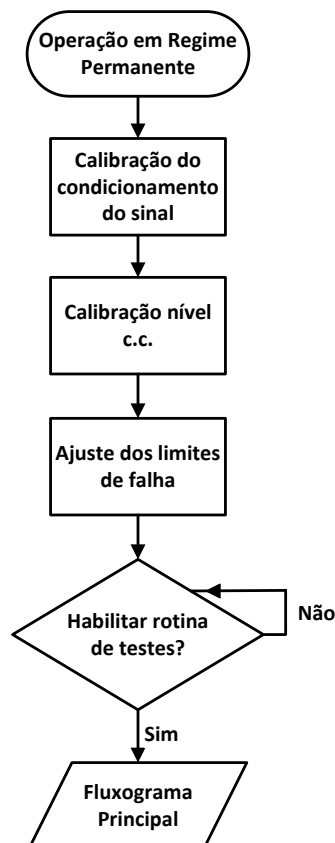 Operação em Regime
Permanente
Calibração do
condicionamento
do sinal
Calibração nível
c.c.
Ajuste dos limites
de falha
Habilitar rotina
de testes?
Não
Sim
Fluxograma
Principal